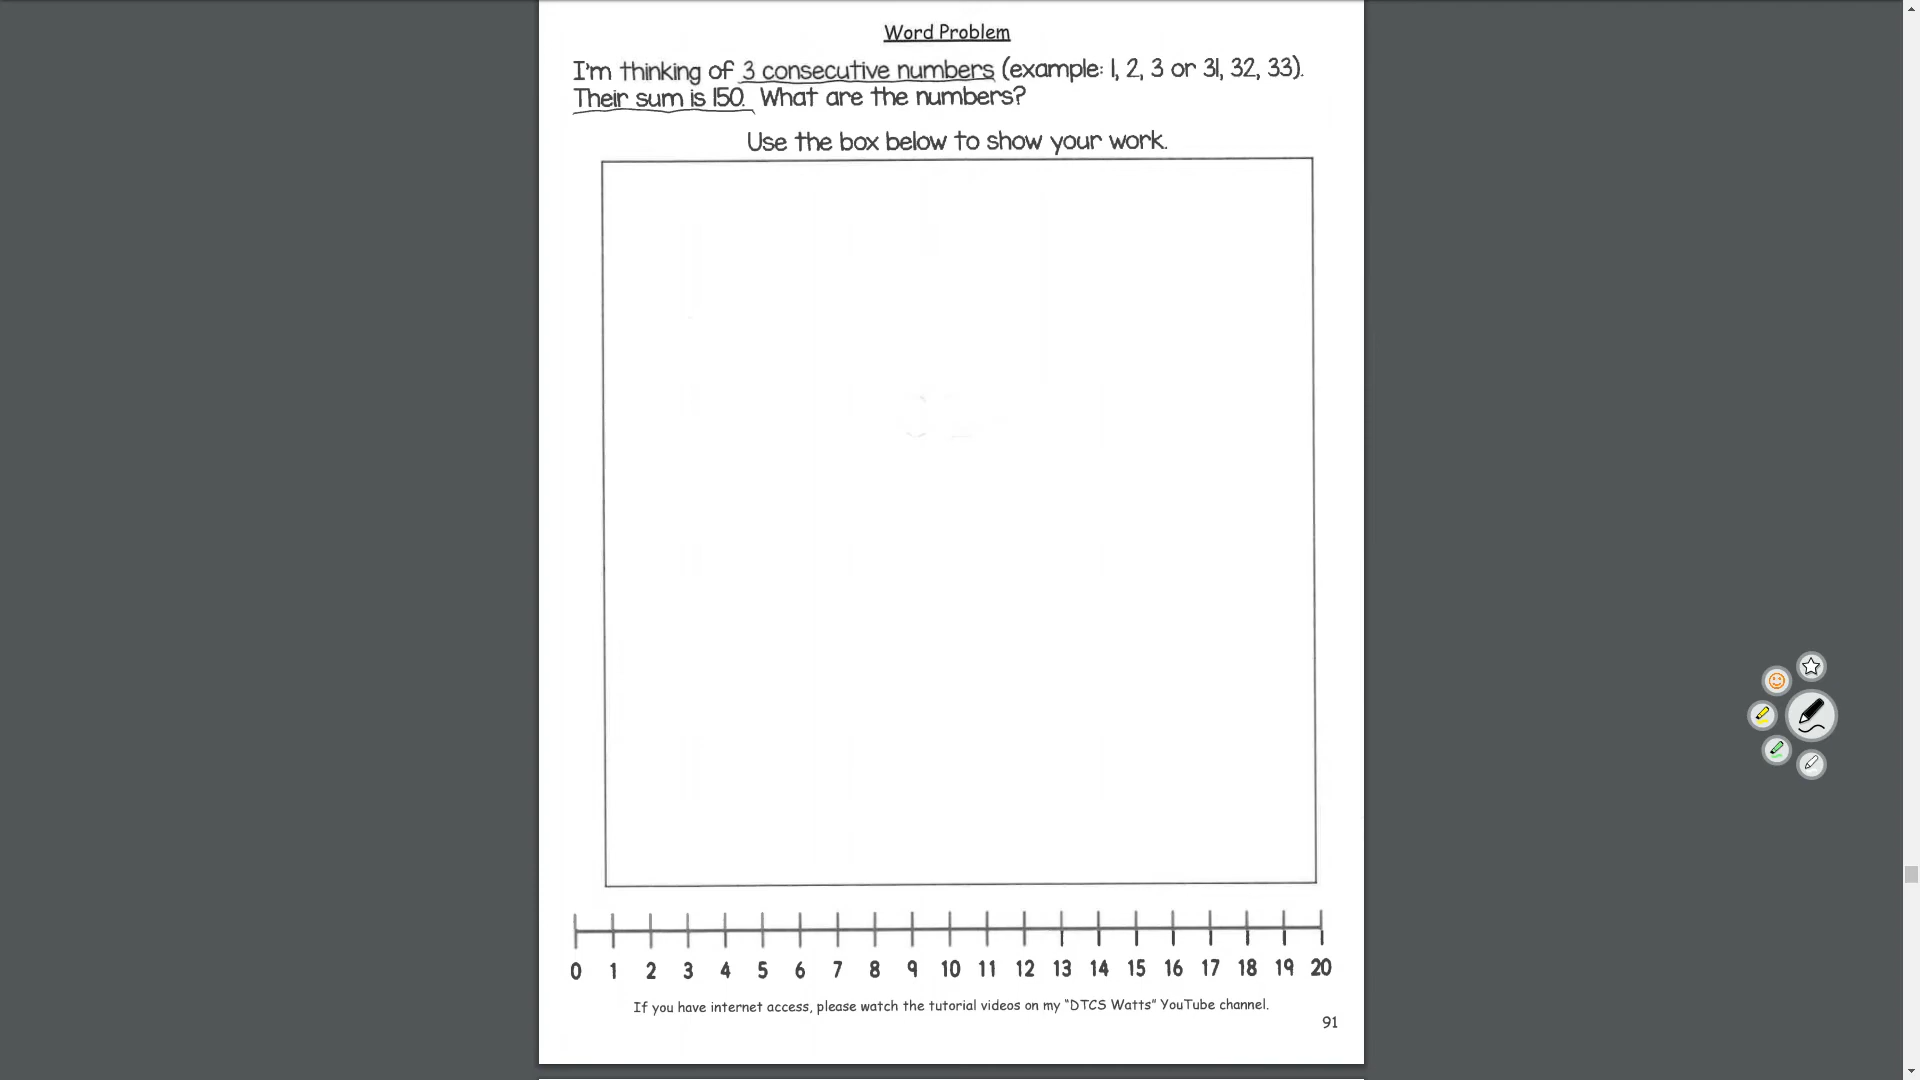 Word Problem
I'm thinking of 3 consecutive numbers (example: 1, 2, 3 or 31, 32, 33).
Their sum is 150. What are the numbers?
Use the box below to show your work.
0 1 2 3 4 5 6 7 8 9 10 11 12 13 14 15 16 17 18 19 20
If you have internet access, please watch the tutorial videos on my "DTCS Watts" YouTube channel.
91